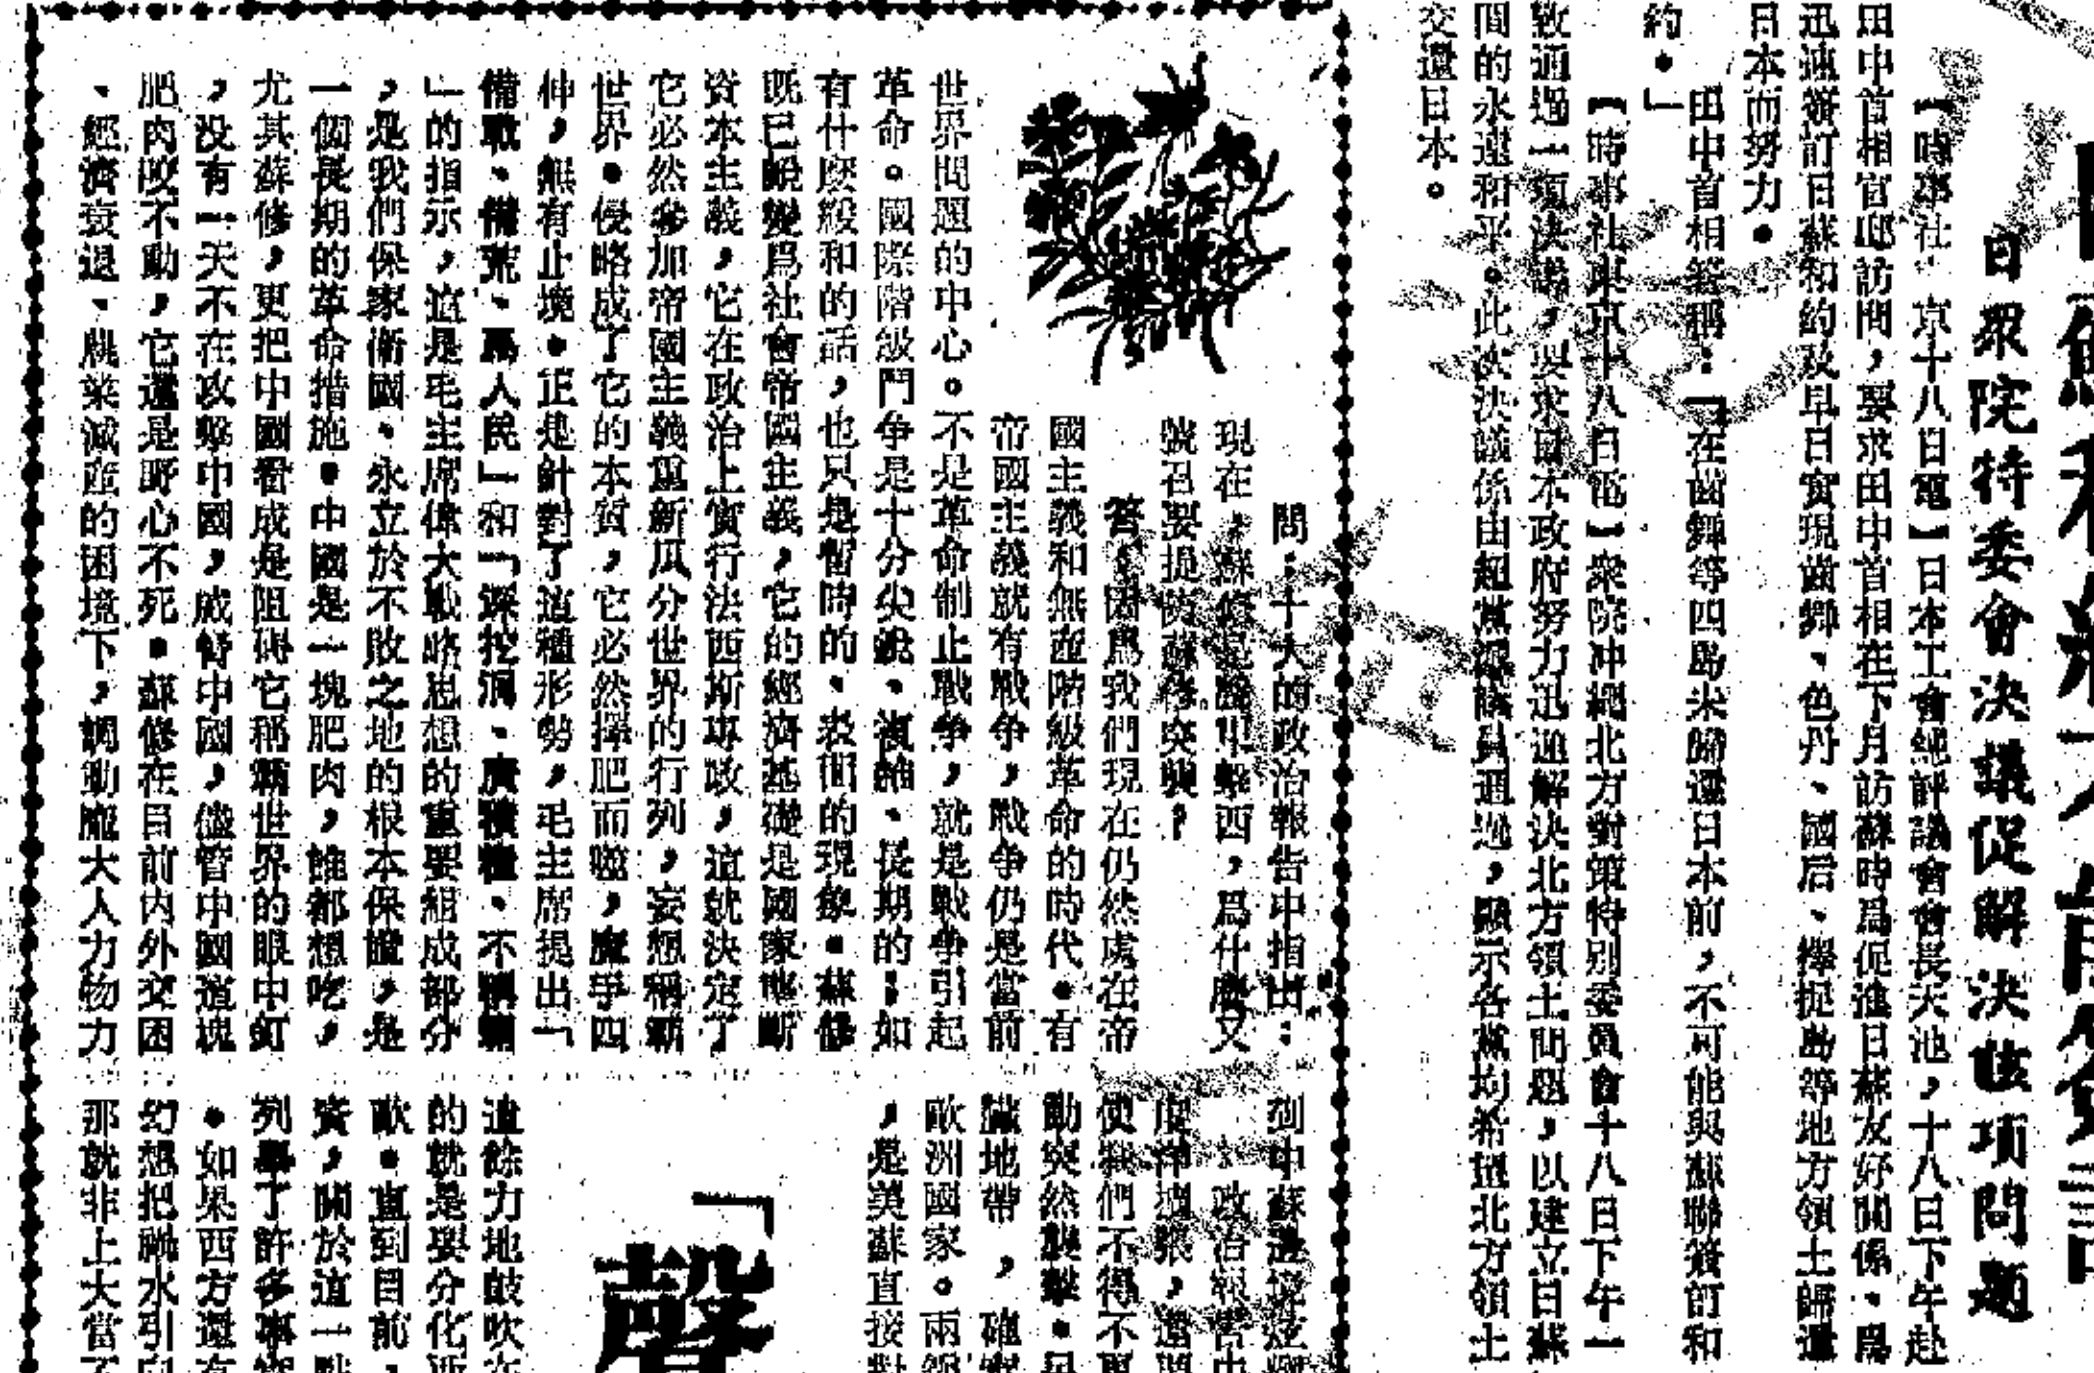 日衆院特委會決議促解決該項問題
【時事社 京十八日電】日本工會總評議會會長天池，十八日下午赴
田中首相官邸訪問，要求田中首相在下月訪蘇時爲促進日蘇友好關係、爲
迅速簽訂日蘇和約及早日實現齒舞、色丹、國后、擇捉島等地方領土歸還
日本而努力。
田中首相答稱：「在齒舞等四島未歸還日本前，不可能與蘇聯簽訂和
約。」
【時事社東京十八日電】衆院冲繩北方對策特別委員會十八日下午一
致通過一項決議，要求日本政府努力迅速解決北方領土問題，以建立日蘇
間的永遠和平。此次決議係由超黨派議員通過，顯示各黨均希望北方領土
交還日本。
問：十大的政治報告中指出：
現在，蘇修是聲東擊西，爲什麼又
號召要提防蘇修突襲？
答：因爲我們現在仍然處在帝
國主義和無產階級革命的時代。有
帝國主義就有戰爭，戰爭仍是當前
世界問題的中心。不是革命制止戰爭，就是戰爭引起
革命。國際階級鬥争是十分尖銳、複雜、長期的；如
有什麼緩和的話，也只是暫時的、表面的現象。蘇修
既已蛻變爲社會帝國主義，它的經濟基礎是國家壟斷
資本主義，它在政治上實行法西斯專政，這就決定了
它必然參加帝國主義重新瓜分世界的行列，妄想稱霸
世界。侵略成了它的本質，它必然擇肥而噬，魔手四
伸，無有止境。正是針對了這種形勢，毛主席提出「
備戰、備荒、爲人民」和「深挖洞、廣積糧、不稱霸
」的指示，這是毛主席偉大戰略思想的重要組成部分
，是我們保家衛國、永立於不敗之地的根本保證，是
一個長期的革命措施。中國是一塊肥肉，誰都想吃，
尤其蘇修，更把中國看成是阻碍它稱霸世界的眼中釘
，没有一天不在攻擊中國，威脅中國，儘管中國這塊
肥肉咬不動，它還是野心不死。蘇修在目前内外交困
、經濟衰退、農業減產的困境下，調動龐大人力物力
到中蘇邊境
政治報告中
使我們不得不
動突然襲擊。
臟地帶，確
歐洲國家。兩
，是美蘇直接
「聲
遺餘力地鼓吹
的就是要分化
歐。直到目前，
實，關於這一點
列舉了許多事實
。如果西方還
幻想把禍水引
那就非上大當